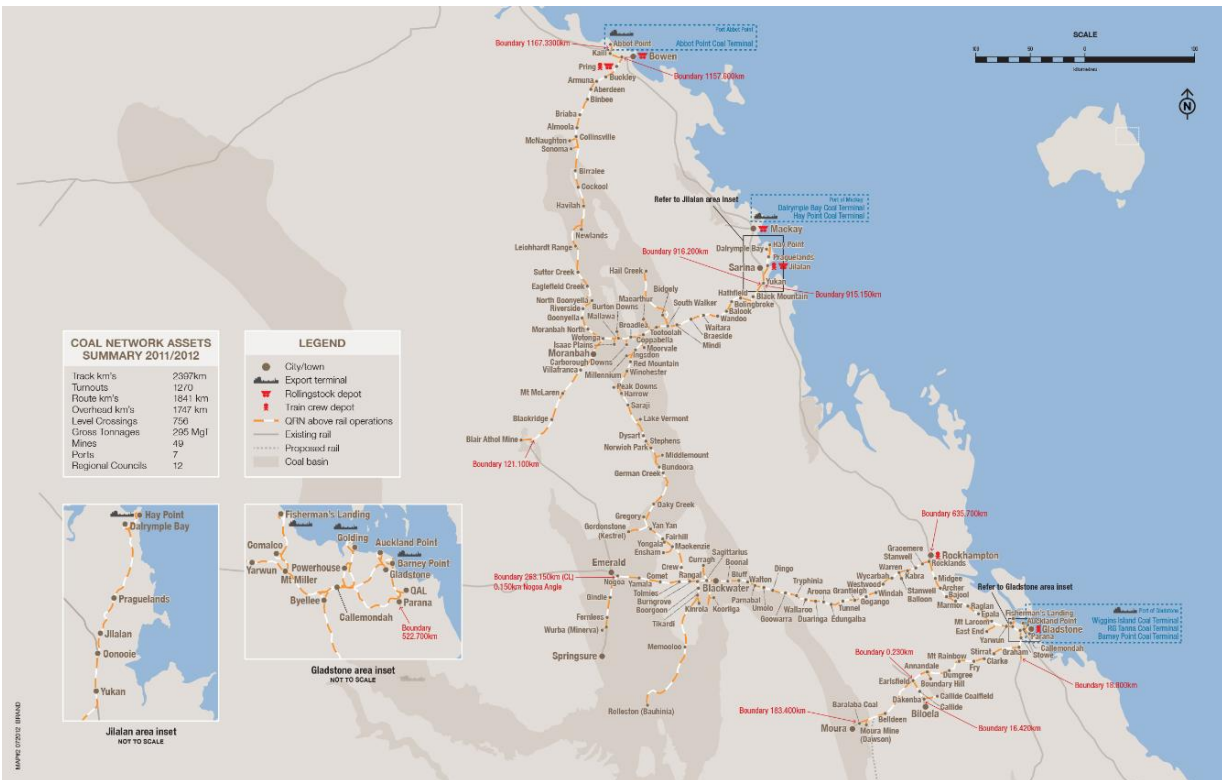 Port Abbot Point
Abbot Point Coal Terminal
Boundary 1167.3300km
Abbot Point
Kaili
Bowen
Pring
Boundary 1157.800km
Buckley
Armuna
Aberdeen
Binbee
Briaba
Almoola
Collinsville
McNaughton
Sonoma
Birralee
Cockool
Havilah
Newlands
Leichhardt Range
Suttor Creek
Eaglefield Creek
North Goonyella
Riverside
Goonyella
Moranbah North
SCALE
100
50
0
100
kilometres
N
Refer to Jilalan area inset
Port of Mackay
Dalrymple Bay Coal Terminal
Hay Point Coal Terminal
Mackay
Dalrymple Bay
Hay Point
Praguelands
Sarina
Jilalan
Yukan
Boundary 916.200km
Boundary 915.150km
Black Mountain
Hathfield
Bolingbroke
Balook
Wandoo
Waitara
Braeside
Mindi
South Walker
Bidgely
Hail Creek
Macarthur
Burton Downs
Mallawa
Broadlea
Tootoolah
Coppabella
Wotonga
Isaac Plains
Moorvale
Moranbah
Ingsdon
Carborough Downs
Red Mountain
Villafranca
Millennium
Winchester
Mt McLaren
Peak Downs
Harrow
Saraji
Blackridge
Lake Vermont
Blair Athol Mine
Dysart
Stephens
Norwich Park
Boundary 121.100km
Middlemount
Bundoora
German Creek
Oaky Creek
Gregory
Gordonstone
(Kestrel)
Yan Yan
Fairhill
Yongala
Mackenzie
Ensham
Emerald
Boundary 263.150km (CL)
0.150km Nogoa Angle
Nogoa
Yamala
Comet
Crew
Rangal
Curragh
Sagittarius
Boonal
Bluff
Blackwater
Tolmies
Burngrove
Boorgoon
Kinrola
Koorilga
Tikardi
Gindie
Fernlees
Wurba (Minerva)
Springsure
Memooloo
Rolleston (Bauhinia)
Walton
Parnabal
Umolo
Dingo
Goowarra
Wallaroo
Tryphinia
Duaringa
Aroona
Edungalba
Grantleigh
Tunnel
Westwood
Gogango
Wycarbah
Windah
Warren
Kabra
Stanwell
Gracemere
Boundary 635.700km
Rockhampton
Rocklands
Stanwell
Balloon
Midgee
Archer
Bajool
Marmor
Raglan
Epala
Mt Larcom
East End
Yarwun
Refer to Gladstone area inset
Fisherman's Landing
Auckland Point
Gladstone
Parana
Callemondah
Port of Gladstone
Wiggins Island Coal Terminal
RG Tanna Coal Terminal
Barney Point Coal Terminal
Graham
Stowe
Stirrat
Clarke
Fry
Mt Rainbow
Dumgree
Annandale
Boundary Hill
Earlsfield
Boundary 0.230km
Boundary 18.800km
Dakenba
Callide Coalfield
Callide
Biloela
Boundary 16.420km
Baralaba Coal
Belldeen
Boundary 183.400km
Moura
Moura Mine
(Dawson)
COAL NETWORK ASSETS
SUMMARY 2011/2012
Track km's 2397km
Turnouts 1270
Route km's 1841 km
Overhead km's 1747 km
Level Crossings 756
Gross Tonnages 295 MgT
Mines 49
Ports 7
Regional Councils 12
LEGEND
City/town
Export terminal
Rollingstock depot
Train crew depot
QRN above rail operations
Existing rail
Proposed rail
Coal basin
Hay Point
Dalrymple Bay
Praguelands
Jilalan
Oonooie
Yukan
Jilalan area inset
NOT TO SCALE
Fisherman's Landing
Golding
Auckland Point
Comalco
Barney Point
Powerhouse
Gladstone
Yarwun
Mt Miller
QAL
Byellee
Parana
Callemondah
Boundary
522.700km
Gladstone area inset
NOT TO SCALE